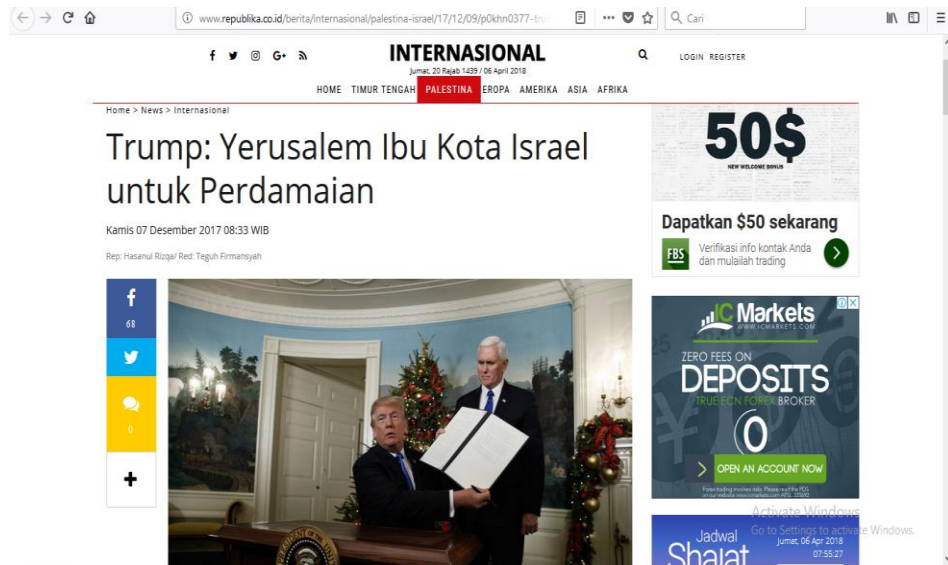 www.republika.co.id/berita/internasional/palestina-israel/17/12/09/p0khn0377-tru
Cari
INTERNASIONAL
LOGIN REGISTER
Jumat, 20 Rajab 1439 / 06 April 2018
HOME TIMUR TENGAH PALESTINA EROPA AMERIKA ASIA AFRIKA
Home > News > Internasional
Trump: Yerusalem Ibu Kota Israel
untuk Perdamaian
Kamis 07 Desember 2017 08:33 WIB
Rep: Hasanul Rizqa/ Red: Teguh Firmansyah
68
0
50$
NEW WELCOME BONUS
Dapatkan $50 sekarang
FBS
Verifikasi info kontak Anda
dan mulailah trading
IC Markets
WWW.ICMARKETS.COM
ZERO FEES ON
DEPOSITS
TRUE ECN FOREX BROKER
0
OPEN AN ACCOUNT NOW
Activate Windows
Go to Settings to activate Windows.
Jadwal
Shalat
Jumat, 06 Apr 2018
07:55:27